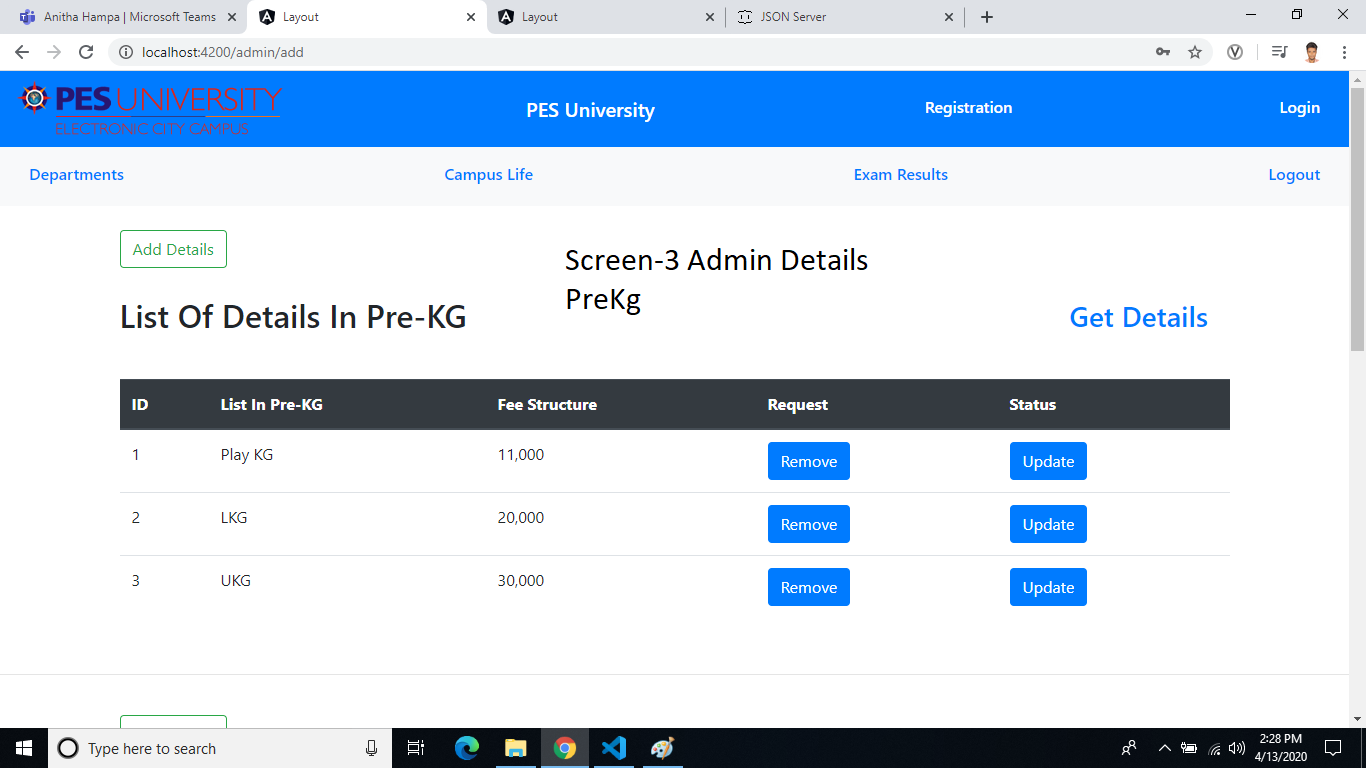 Anitha Hampa | Microsoft Teams
Layout
Layout
JSON Server
localhost:4200/admin/add
PES UNIVERSITY
ELECTRONIC CITY CAMPUS
PES University
Registration
Login
Departments
Campus Life
Exam Results
Logout
Add Details
Screen-3 Admin Details
PreKg
List Of Details In Pre-KG
Get Details
ID List In Pre-KG Fee Structure Request Status
1 Play KG 11,000 Remove Update
2 LKG 20,000 Remove Update
3 UKG 30,000 Remove Update
Type here to search
2:28 PM
4/13/2020